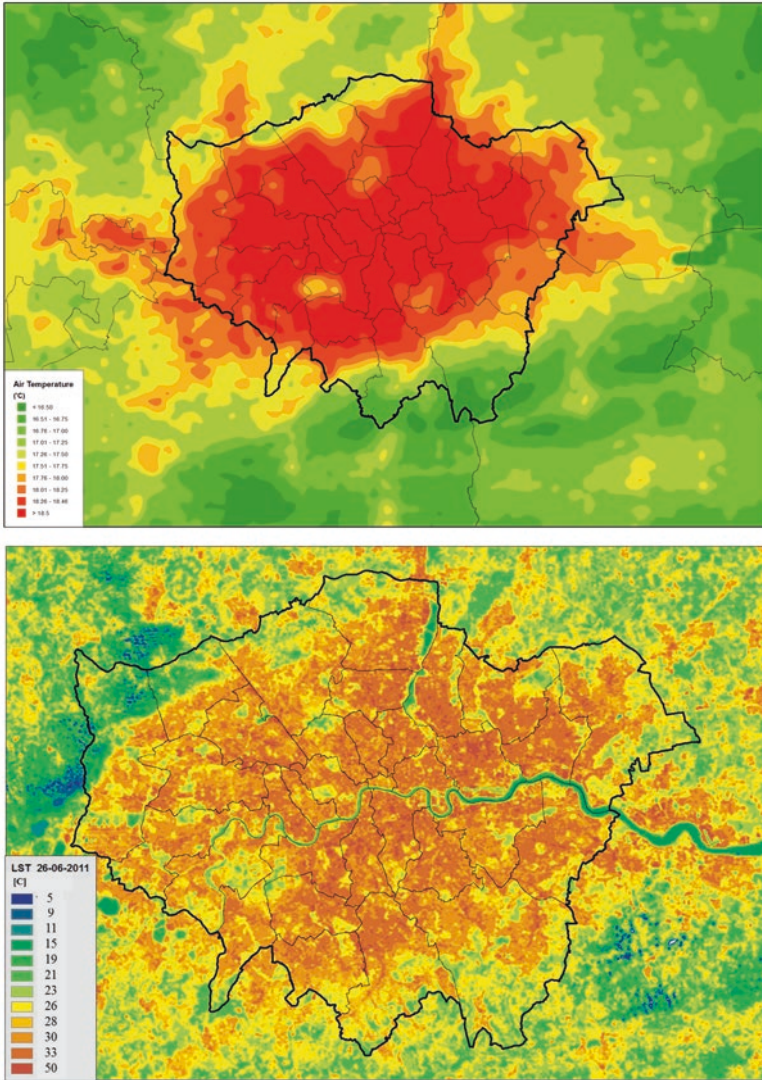 Air Temperature
(°C)
< 16.50
16.51 - 16.75
16.76 - 17.00
17.01 - 17.25
17.26 - 17.50
17.51 - 17.75
17.76 - 18.00
18.01 - 18.25
18.26 - 18.46
> 18.5
LST 26-06-2011
[C]
5
9
11
15
19
21
23
26
28
30
33
50